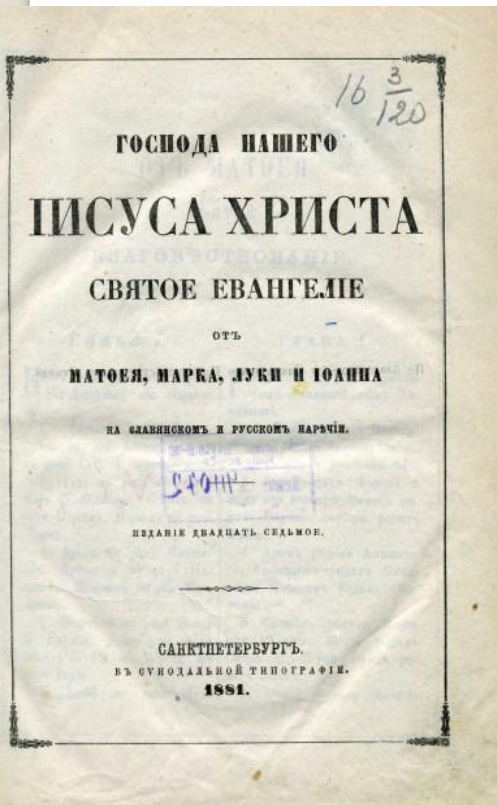 16 3/120
ГОСПОДА НАШЕГО
ІИСУСА ХРИСТА
СВЯТОЕ ЕВАНГЕЛІЕ
ОТЪ
МАТѲЕЯ, МАРКА, ЛУКИ И ІОАННА
НА СЛАВЯНСКОМЪ И РУССКОМЪ НАРѢЧІИ.
ИЗДАНІЕ ДВАДЦАТЬ СЕДЬМОЕ.
САНКТПЕТЕРБУРГЪ.
ВЪ СѴНОДАЛЬНОЙ ТИПОГРАФІИ.
1881.